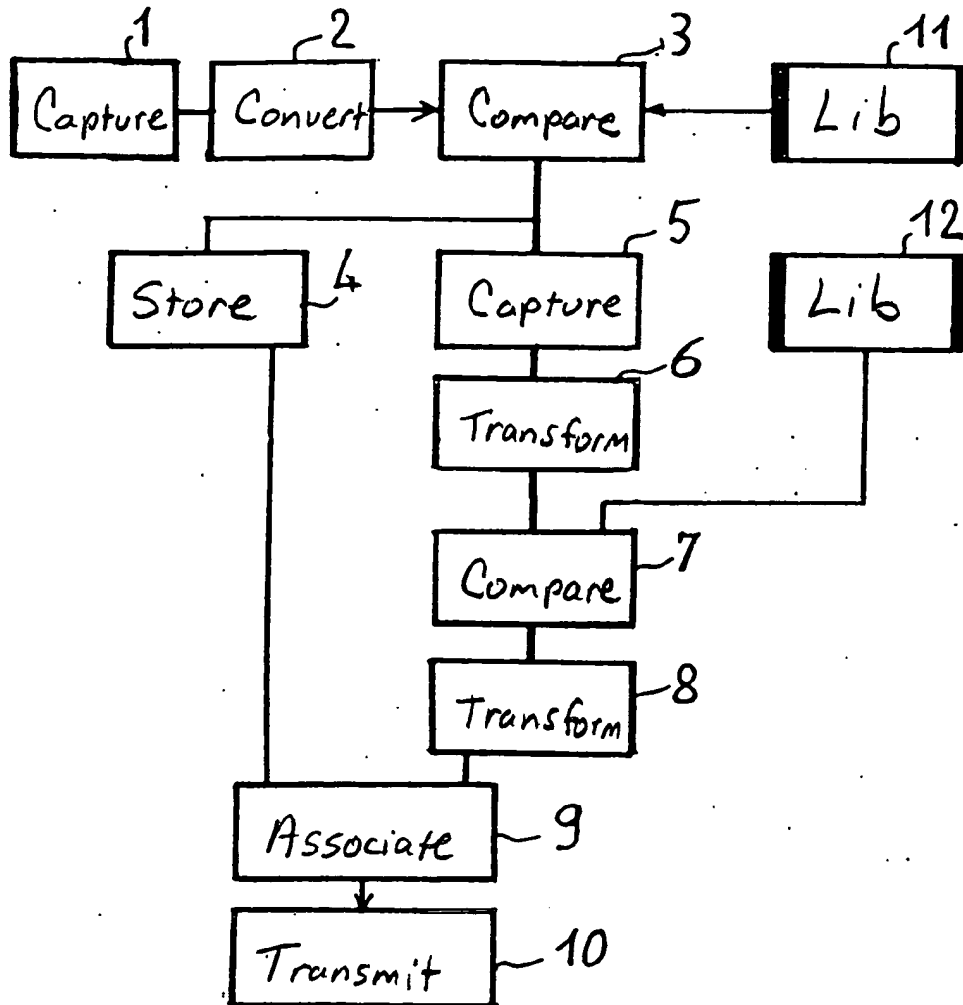 1
2
3
11
Capture
Convert
Compare
Lib
4
5
12
Store
Capture
Lib
6
Transform
7
Compare
8
Transform
9
Associate
10
Transmit